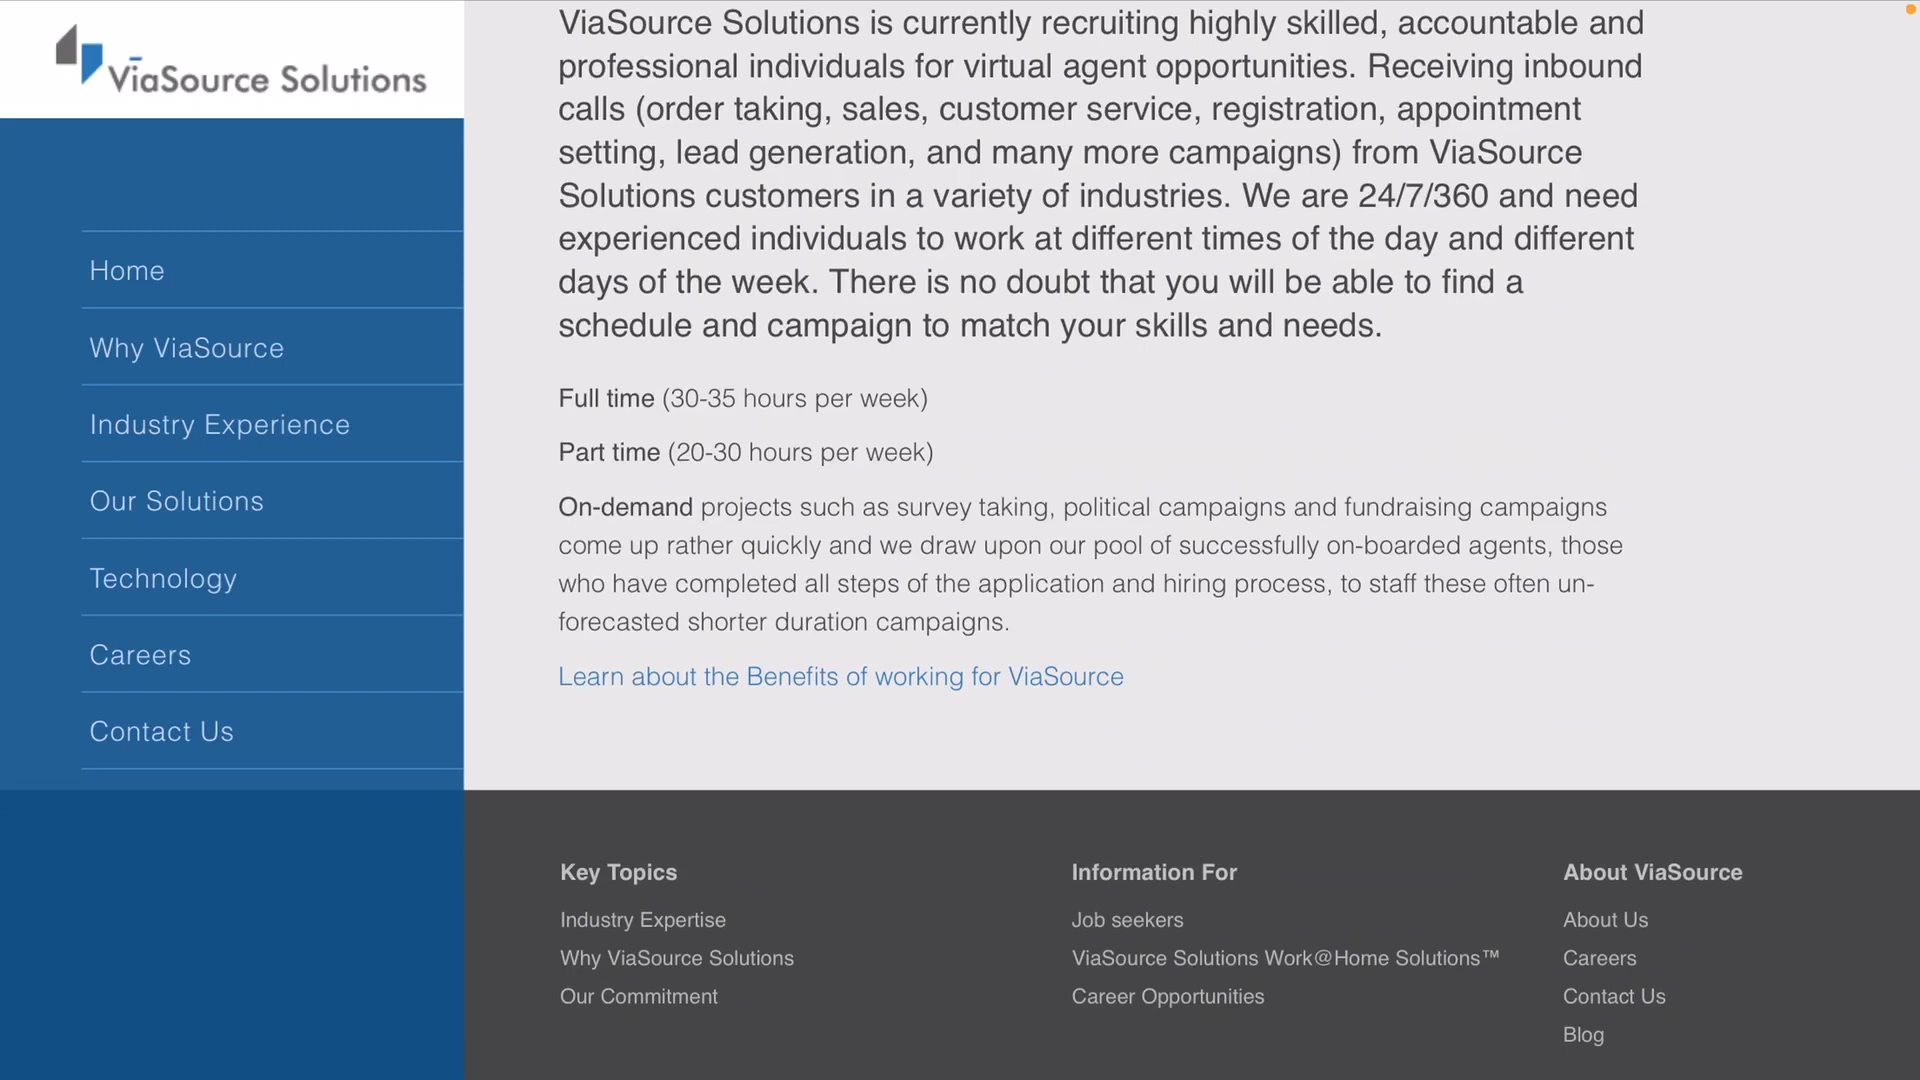 ViaSource Solutions
Home
Why ViaSource
Industry Experience
Our Solutions
Technology
Careers
Contact Us
ViaSource Solutions is currently recruiting highly skilled, accountable and
professional individuals for virtual agent opportunities. Receiving inbound
calls (order taking, sales, customer service, registration, appointment
setting, lead generation, and many more campaigns) from ViaSource
Solutions customers in a variety of industries. We are 24/7/360 and need
experienced individuals to work at different times of the day and different
days of the week. There is no doubt that you will be able to find a
schedule and campaign to match your skills and needs.
Full time (30-35 hours per week)
Part time (20-30 hours per week)
On-demand projects such as survey taking, political campaigns and fundraising campaigns
come up rather quickly and we draw upon our pool of successfully on-boarded agents, those
who have completed all steps of the application and hiring process, to staff these often un-
forecasted shorter duration campaigns.
Learn about the Benefits of working for ViaSource
Key Topics
Industry Expertise
Why ViaSource Solutions
Our Commitment
Information For
Job seekers
ViaSource Solutions Work@Home Solutions™
Career Opportunities
About ViaSource
About Us
Careers
Contact Us
Blog